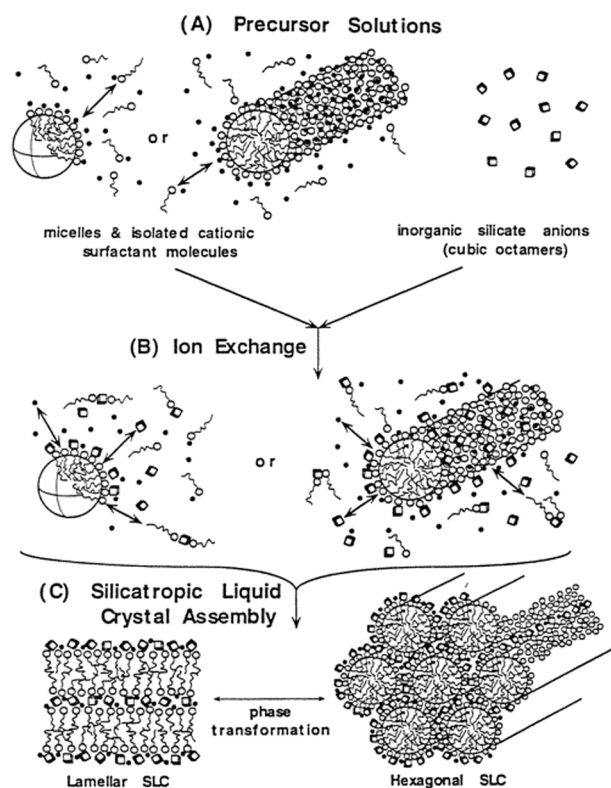 (A) Precursor Solutions
or
micelles & isolated cationic
surfactant molecules
inorganic silicate anions
(cubic octamers)
(B) Ion Exchange
or
(C) Silicatropic Liquid
Crystal Assembly
phase
transformation
Lamellar SLC
Hexagonal SLC